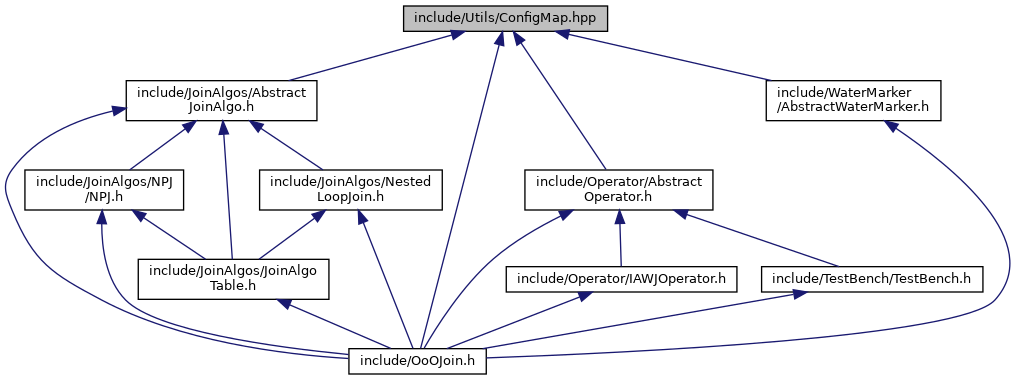 include/Utils/ConfigMap.hpp
include/JoinAlgos/Abstract
JoinAlgo.h
include/WaterMarker
/AbstractWaterMarker.h
include/JoinAlgos/NPJ
/NPJ.h
include/JoinAlgos/Nested
LoopJoin.h
include/Operator/Abstract
Operator.h
include/JoinAlgos/JoinAlgo
Table.h
include/Operator/IAWJOperator.h
include/TestBench/TestBench.h
include/OoOJoin.h